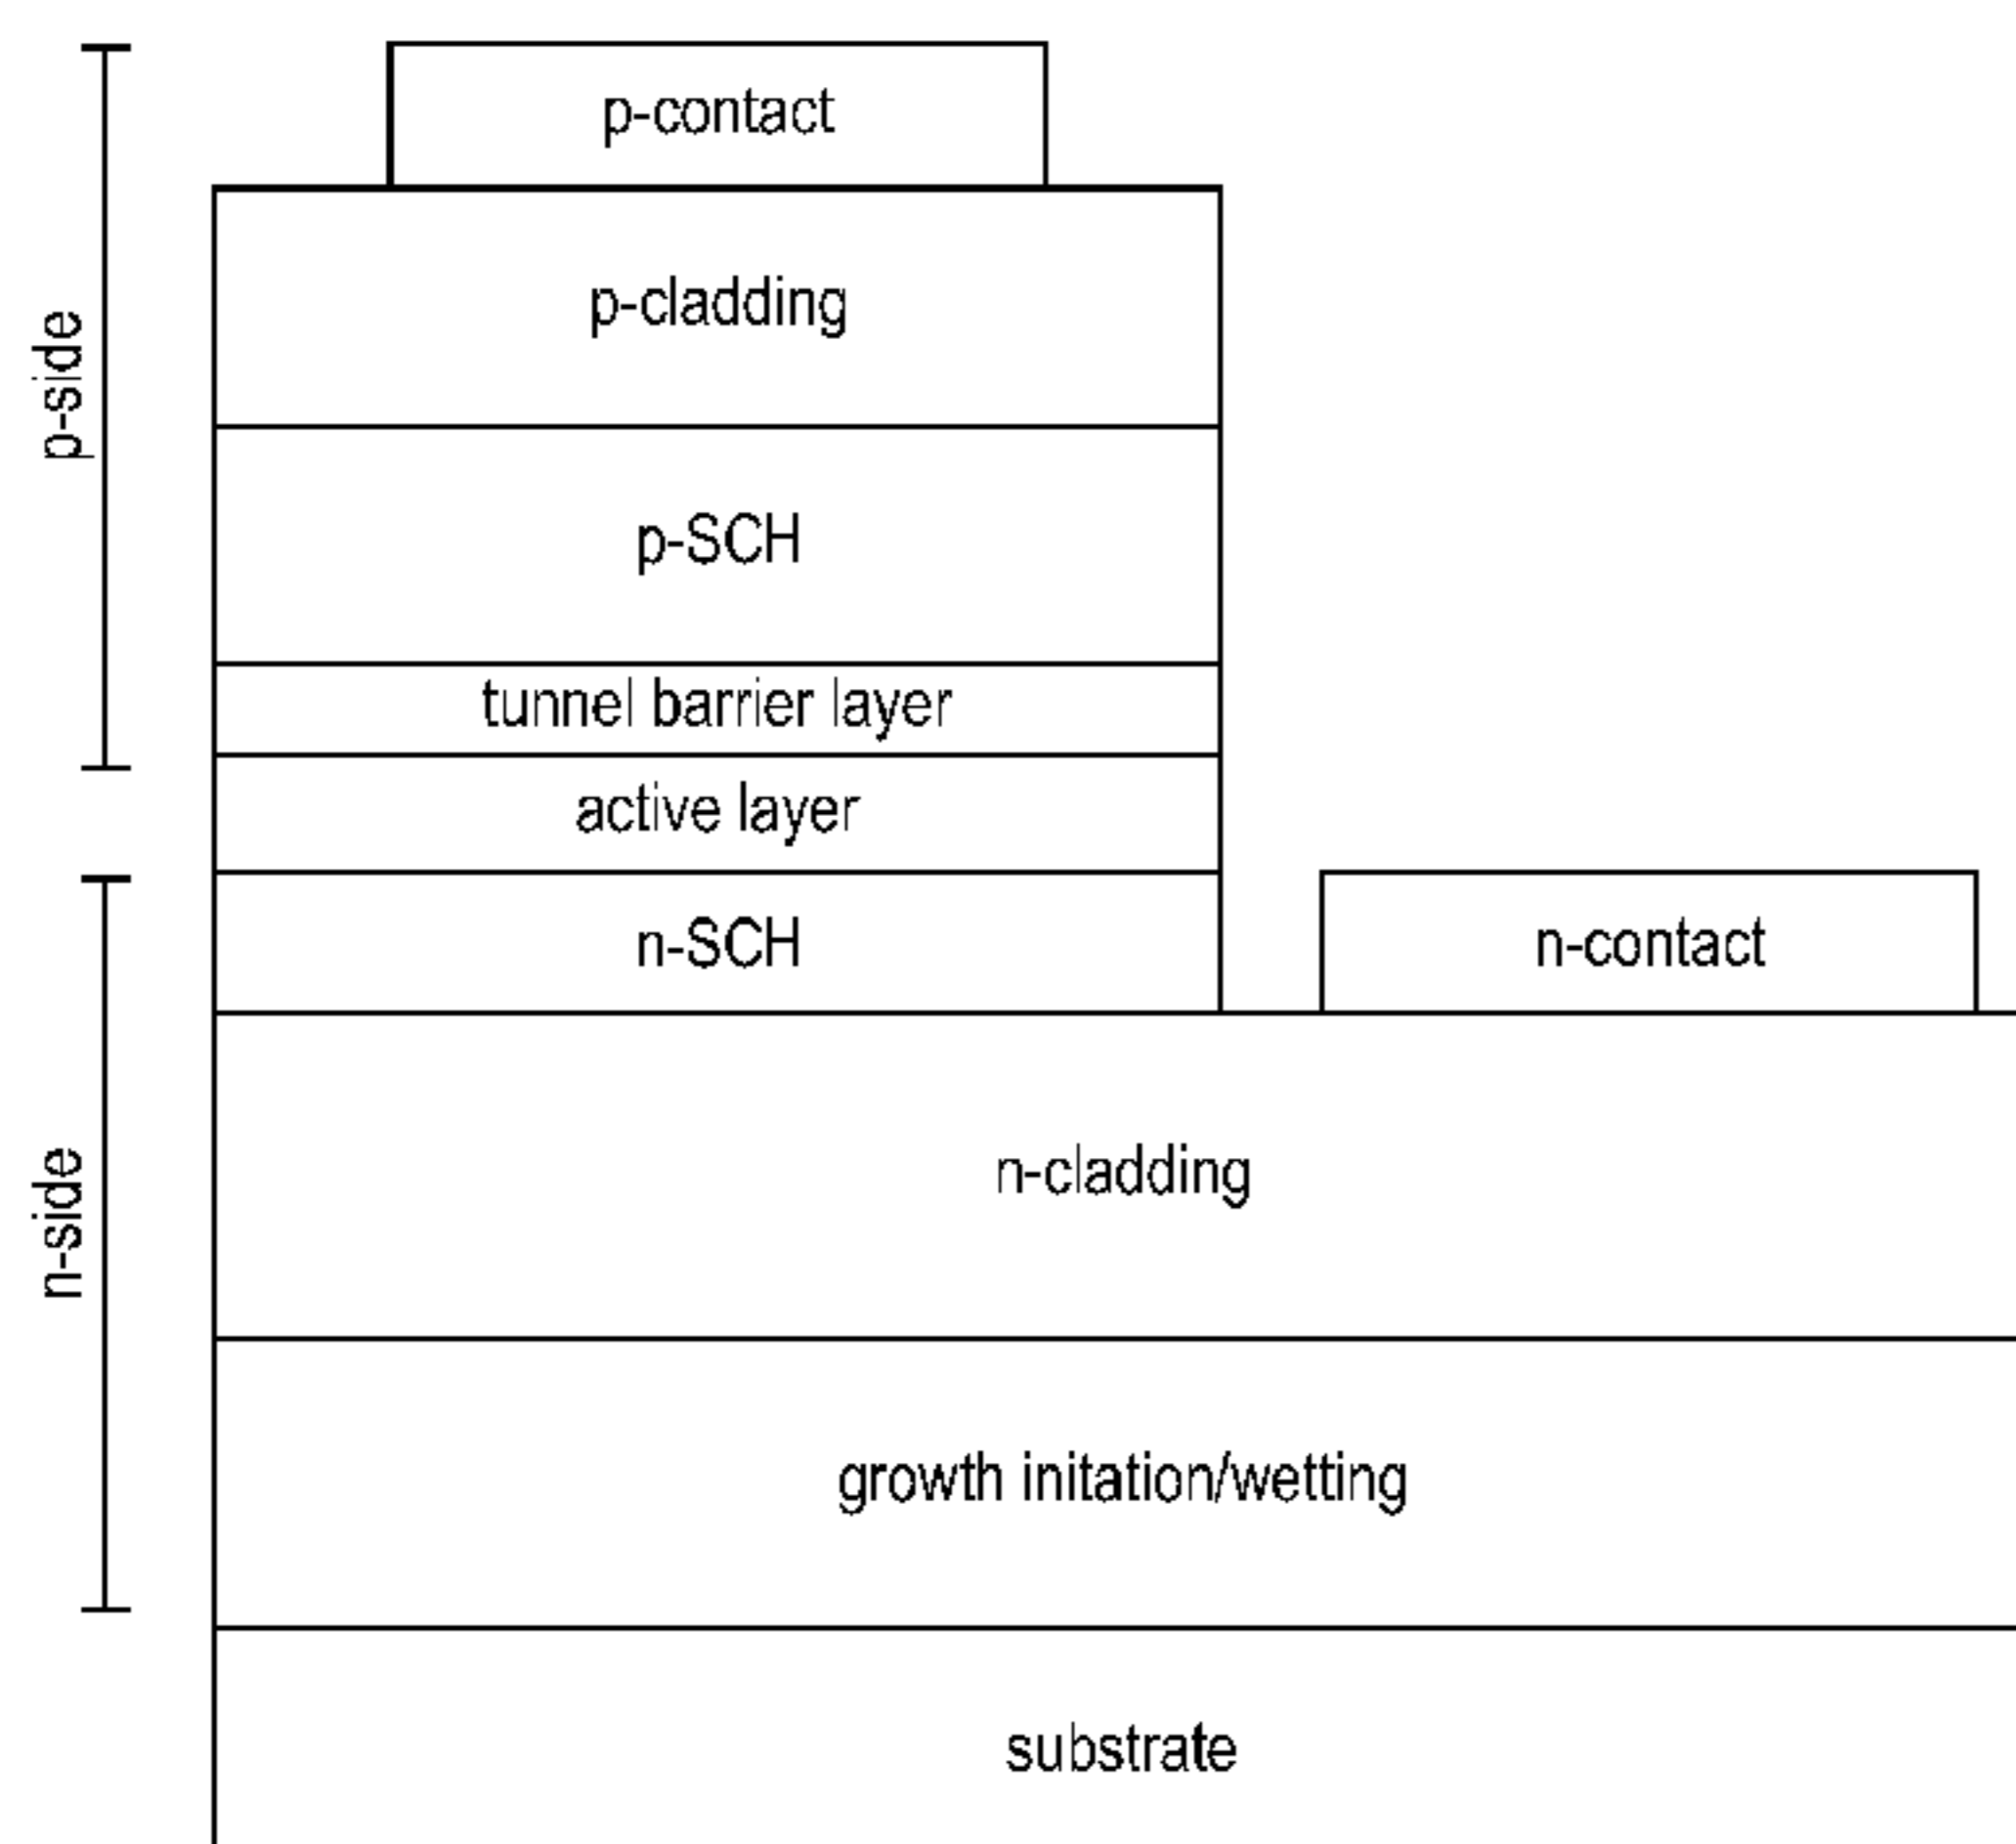 p-contact
p-side
p-cladding
p-SCH
tunnel barrier layer
active layer
n-SCH
n-contact
n-side
n-cladding
growth initation/wetting
substrate